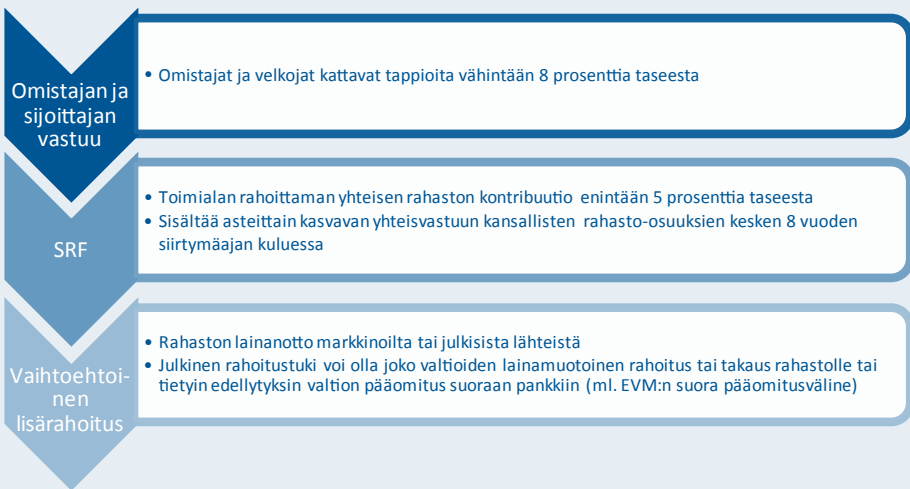 Omistajan ja
sijoittajan
vastuu
• Omistajat ja velkojat kattavat tappioita vähintään 8 prosenttia taseesta
SRF
• Toimialan rahoittaman yhteisen rahaston kontribuutio enintään 5 prosenttia taseesta
• Sisältää asteittain kasvavan yhteisvastuun kansallisten rahasto-osuuksien kesken 8 vuoden
siirtymäajan kuluessa
Vaihtoehtoi-
nen
lisärahoitus
• Rahaston lainanotto markkinoilta tai julkisista lähteistä
• Julkinen rahoitustuki voi olla joko valtioiden lainamuotoinen rahoitus tai takaus rahastolle tai
tietyin edellytyksin valtion pääomitus suoraan pankkiin (ml. EVM:n suora pääomitusväline)